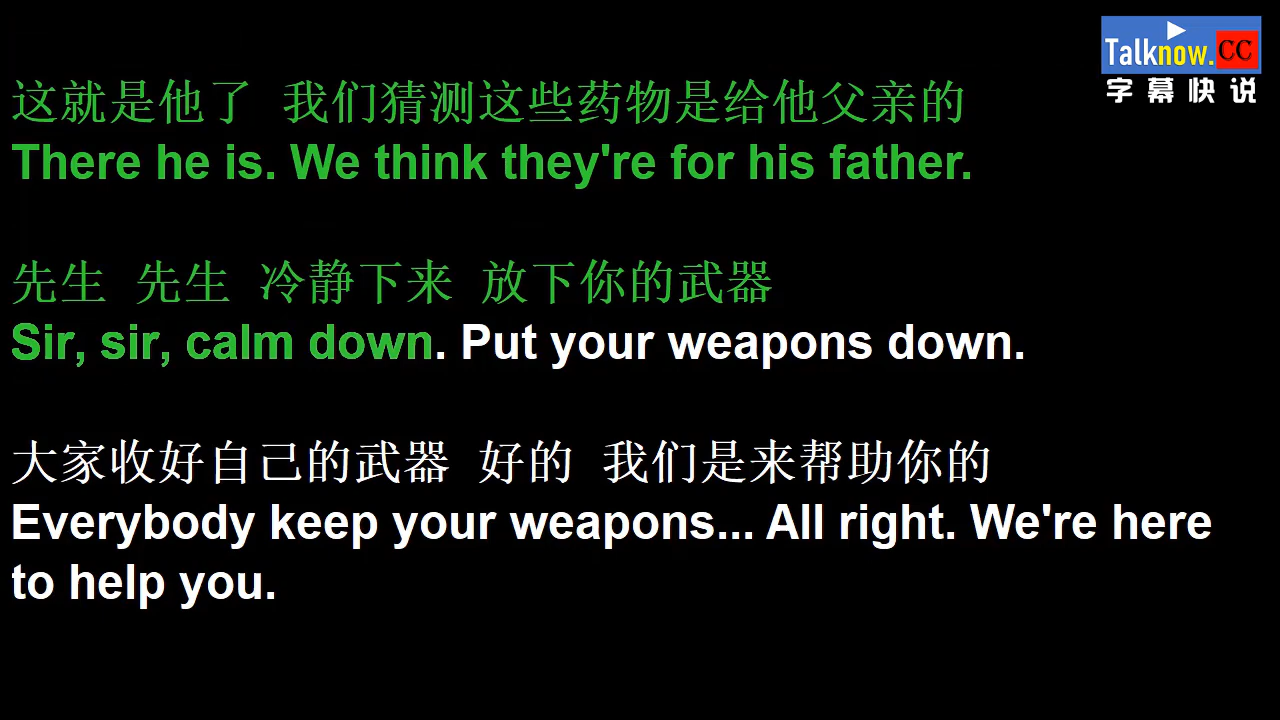 Talknow.CC
字幕快说
这就是他了 我们猜测这些药物是给他父亲的
There he is. We think they're for his father.
先生 先生 冷静下来 放下你的武器
Sir, sir, calm down. Put your weapons down.
大家收好自己的武器 好的 我们是来帮助你的
Everybody keep your weapons... All right. We're here
to help you.